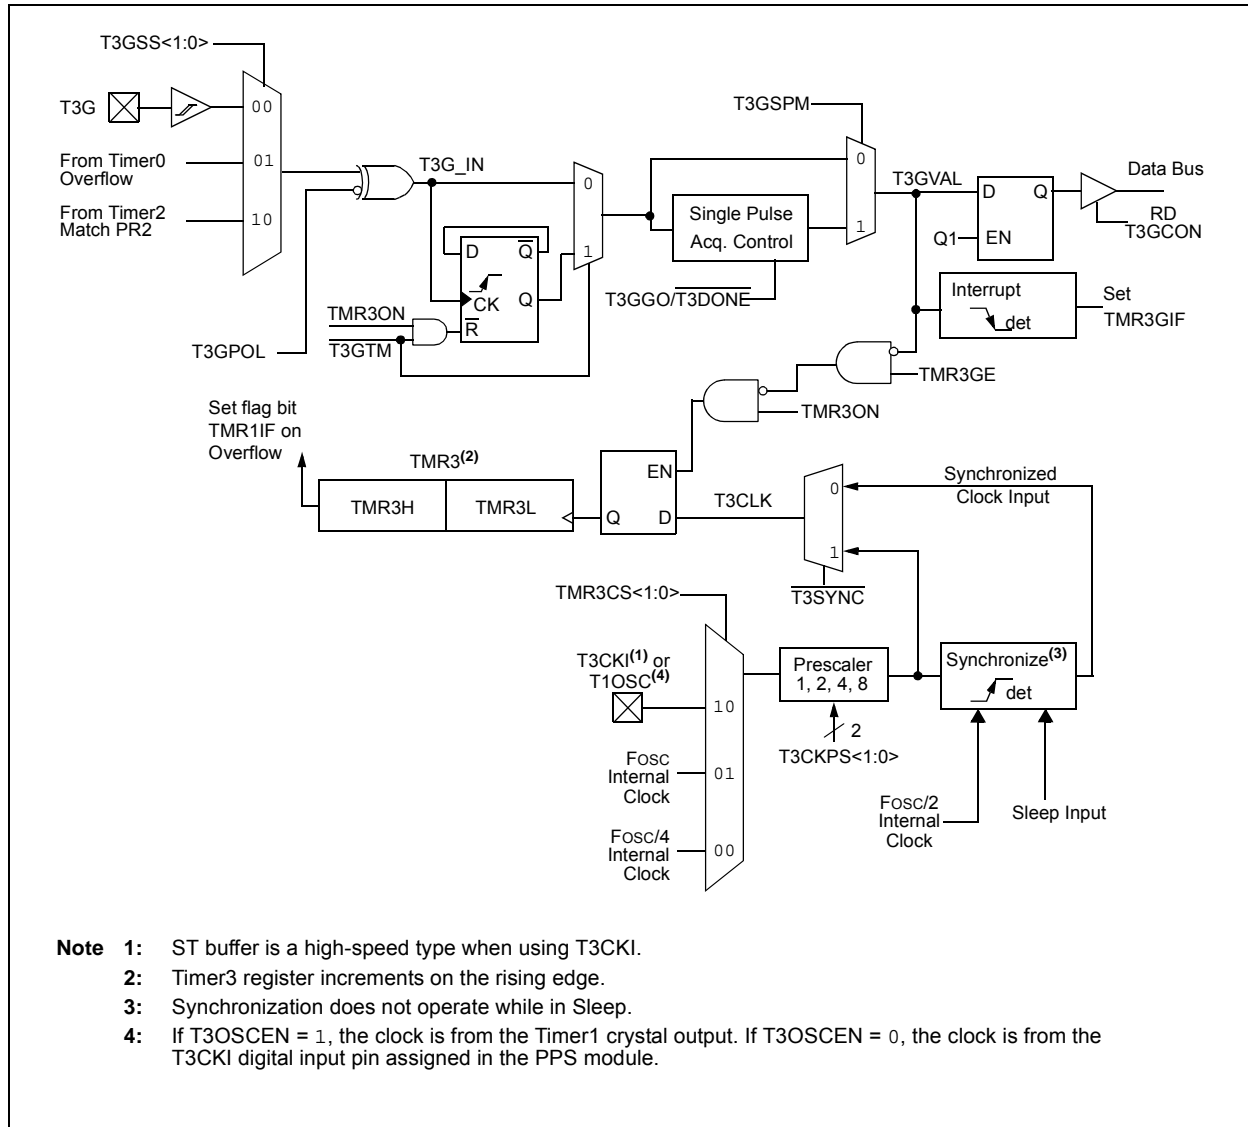 T3GSS<1:0>
T3G
00
From Timer0
Overflow
01
From Timer2
Match PR2
10
T3G_IN
0
1
D
Q
CK
Q
R
TMR3ON
T3GTM
T3GPOL
T3GSPM
Single Pulse
Acq. Control
T3GGO/T3DONE
0
1
T3GVAL
D
Q
Q1
EN
Data Bus
RD
T3GCON
Interrupt
det
Set
TMR3GIF
TMR3GE
TMR3ON
Set flag bit
TMR1IF on
Overflow
TMR3(2)
TMR3H
TMR3L
EN
Q
D
T3CLK
0
1
T3SYNC
Synchronized
Clock Input
TMR3CS<1:0>
T3CKI(1) or
T1OSC(4)
10
FOSC
Internal
Clock
01
FOSC/4
Internal
Clock
00
Prescaler
1, 2, 4, 8
2
T3CKPS<1:0>
Synchronize(3)
det
FOSC/2
Internal
Clock
Sleep Input
Note 1: ST buffer is a high-speed type when using T3CKI.
2: Timer3 register increments on the rising edge.
3: Synchronization does not operate while in Sleep.
4: If T3OSCEN = 1, the clock is from the Timer1 crystal output. If T3OSCEN = 0, the clock is from the
T3CKI digital input pin assigned in the PPS module.